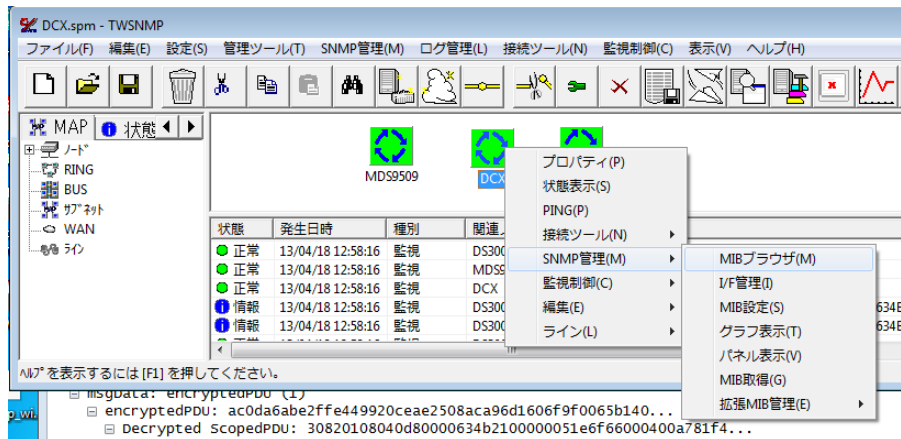 DCX.spm - TWSNMP
ファイル(F) 編集(E) 設定(S) 管理ツール(T) SNMP管理(M) ログ管理(L) 接続ツール(N) 監視制御(C) 表示(V) ヘルプ(H)
MAP 状態
ノード
RING
BUS
サブネット
WAN
ライン
MDS9509
DCX
プロパティ(P)
状態表示(S)
PING(P)
接続ツール(N)
SNMP管理(M)
監視制御(C)
編集(E)
ライン(L)
MIBブラウザ(M)
I/F管理(I)
MIB設定(S)
グラフ表示(T)
パネル表示(V)
MIB取得(G)
拡張MIB管理(E)
状態 発生日時 種別 関連
正常 13/04/18 12:58:16 監視 DS300
正常 13/04/18 12:58:16 監視 MDS9
正常 13/04/18 12:58:16 監視 DCX
情報 13/04/18 12:58:16 監視 DS300 634B
情報 13/04/18 12:58:16 監視 DS300 634B
ヘルプを表示するには [F1] を押してください。
msgData: encryptedPDU (1)
encryptedPDU: ac0da6abe2ffe449920ceae2508aca96d1606f9f0065b140...
Decrypted ScopedPDU: 30820108040d80000634b2100000051e6f66000400a781f4...